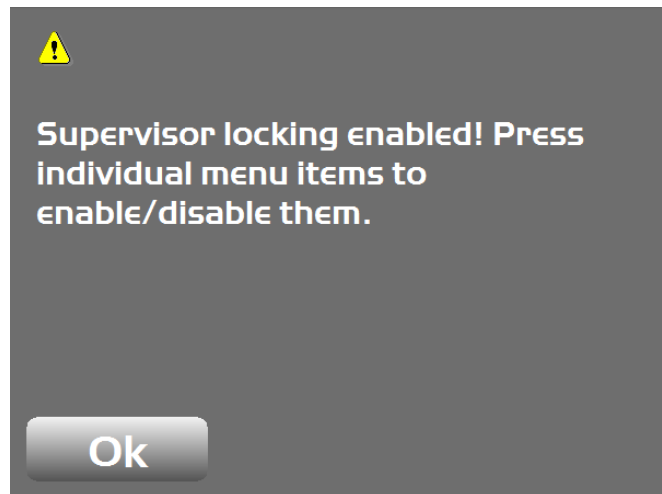 Supervisor locking enabled! Press
individual menu items to
enable/disable them.
Ok